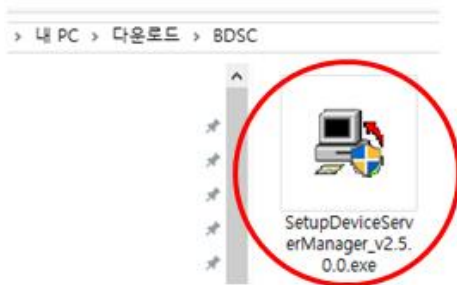 > 내 PC > 다운로드 > BDSC
SetupDeviceServ
erManager_v2.5.
0.0.exe